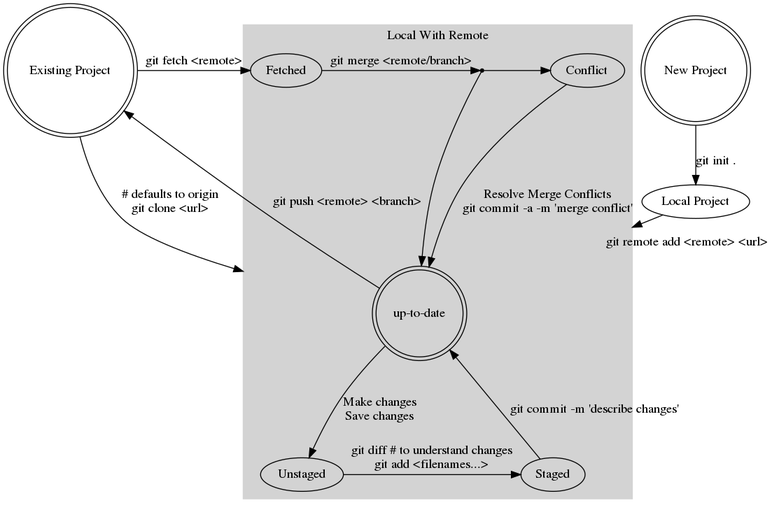 Local With Remote
Existing Project
git fetch <remote>
Fetched
git merge <remote/branch>
Conflict
New Project
git init .
# defaults to origin
git clone <url>
git push <remote> <branch>
Resolve Merge Conflicts
git commit -a -m 'merge conflict'
Local Project
git remote add <remote> <url>
up-to-date
Make changes
Save changes
git commit -m 'describe changes'
git diff # to understand changes
git add <filenames...>
Unstaged
Staged